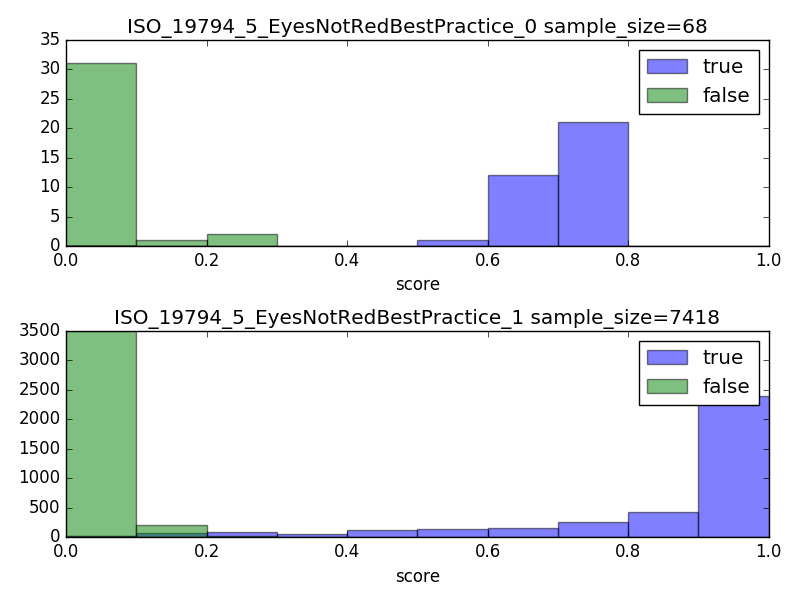 ISO_19794_5_EyesNotRedBestPractice_0 sample_size=68
35
30
25
20
15
10
5
0
true
false
0.0 0.2 0.4 0.6 0.8 1.0
score
ISO_19794_5_EyesNotRedBestPractice_1 sample_size=7418
3500
3000
2500
2000
1500
1000
500
0
true
false
0.0 0.2 0.4 0.6 0.8 1.0
score